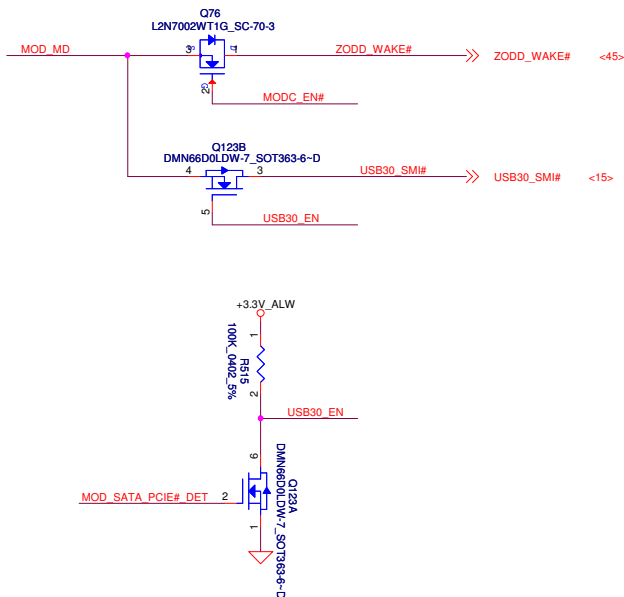 Q76
L2N7002WT1G_SC-70-3
MOD_MD
3
S
D
1
ZODD_WAKE#
ZODD_WAKE#
<45>
G
2
MODC_EN#
Q123B
DMN66D0LDW-7_SOT363-6~D
4
3
USB30_SMI#
USB30_SMI#
<15>
5
USB30_EN
+3.3V_ALW
1
R515
100K_0402_5%
2
USB30_EN
6
Q123A
DMN66D0LDW-7_SOT363-6~D
MOD_SATA_PCIE#_DET
2
1